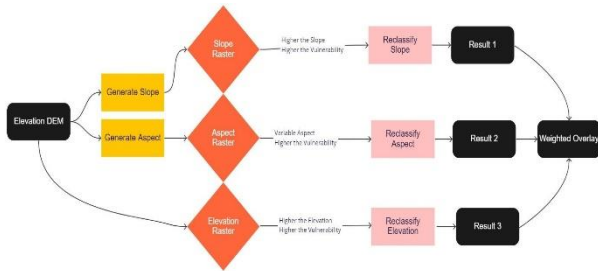 Slope
Raster
Higher the Slope
Higher the Vulnerability
Reclassify
Slope
Result 1
Generate Slope
Elevation DEM
Generate Aspect
Aspect
Raster
Variable Aspect
Higher the Vulnerability
Reclassify
Aspect
Result 2
Weighted Overlay
Elevation
Raster
Higher the Elevation
Higher the Vulnerability
Reclassify
Elevation
Result 3